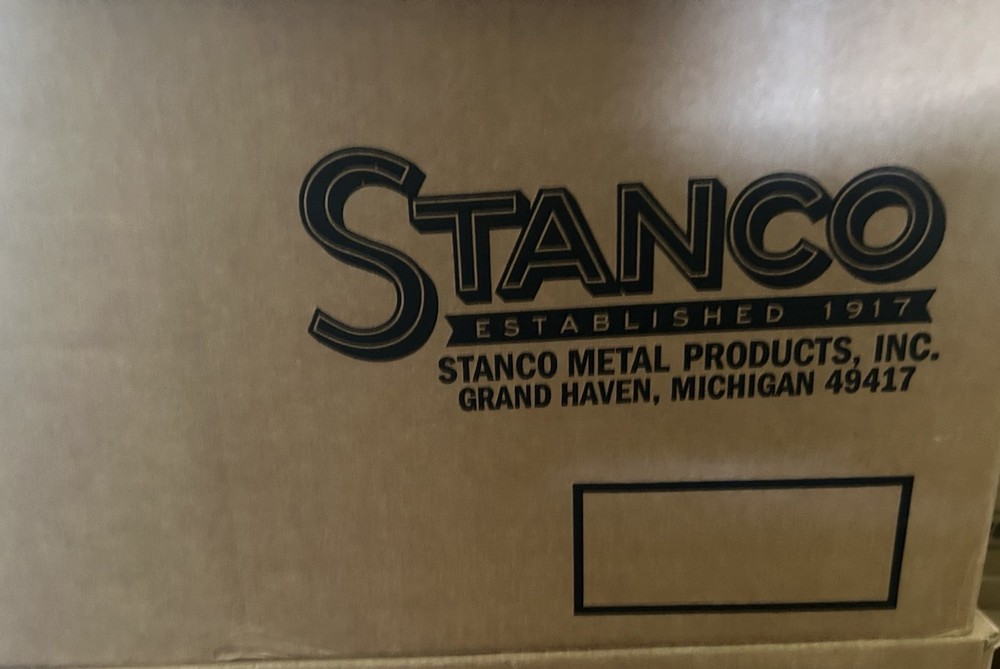 STANCO
ESTABLISHED 1917
STANCO METAL PRODUCTS, INC.
GRAND HAVEN, MICHIGAN 49417